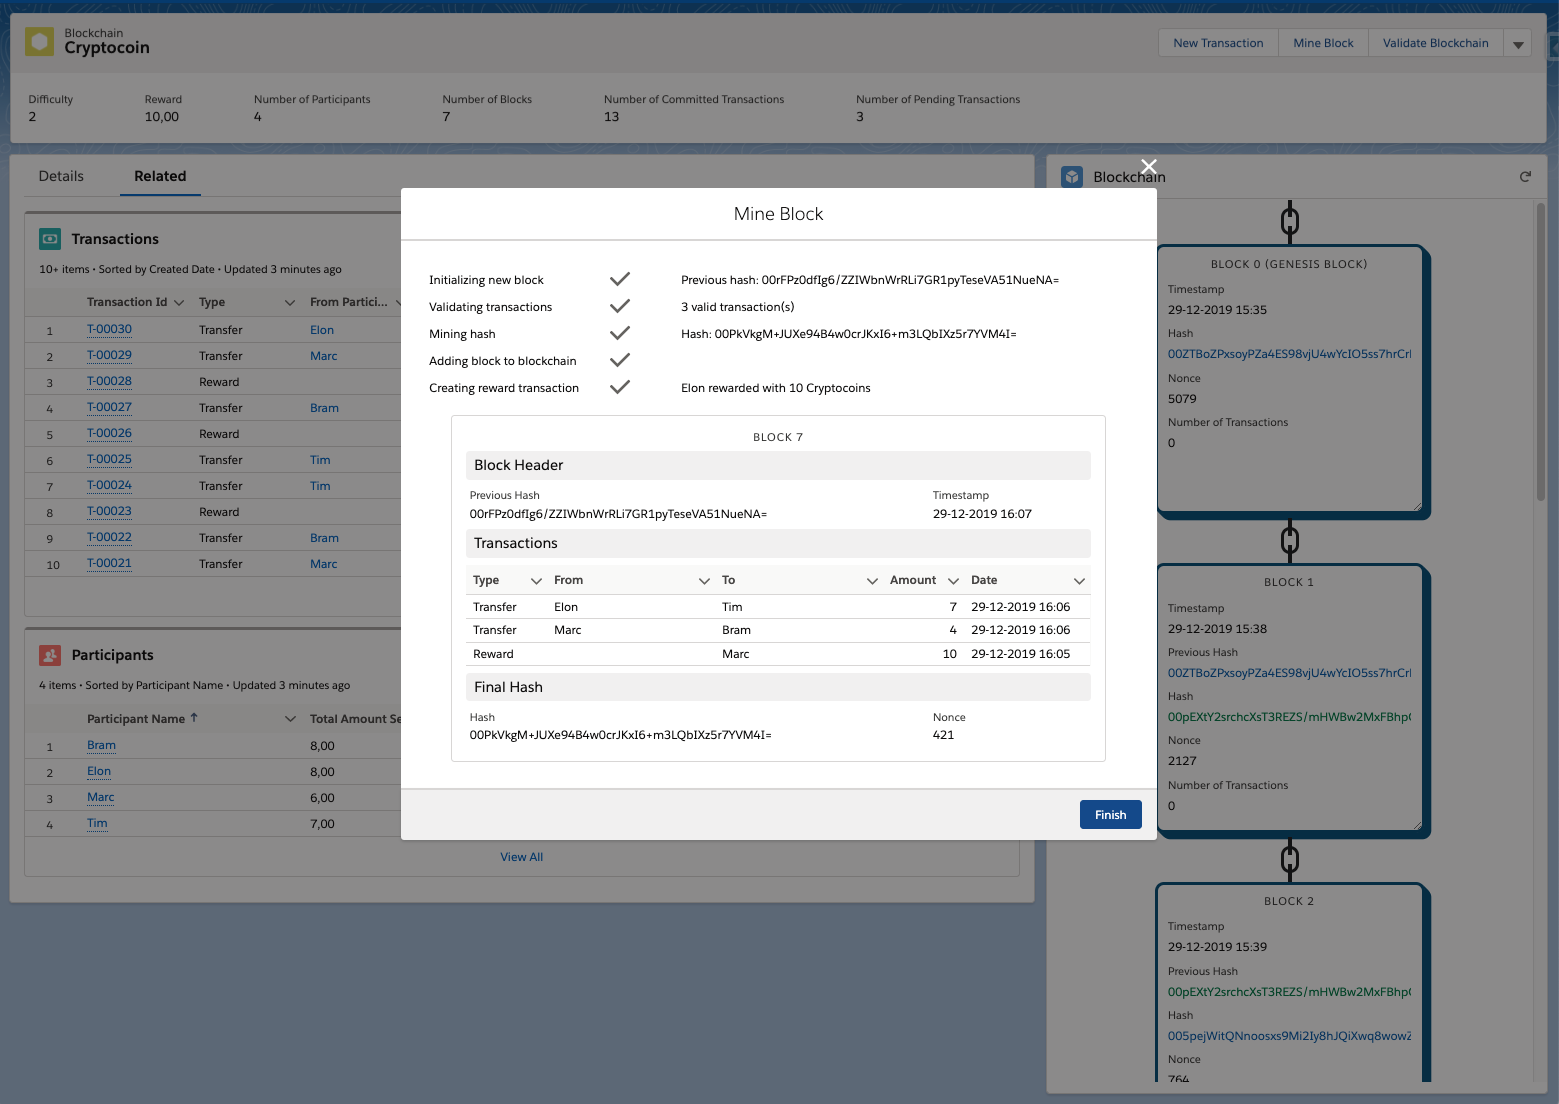 Blockchain
Cryptocoin
New Transaction
Mine Block
Validate Blockchain
Difficulty
Reward
Number of Participants
Number of Blocks
Number of Committed Transactions
Number of Pending Transactions
2
10,00
4
7
13
3
Details
Related
Transactions
10+ items • Sorted by Created Date • Updated 3 minutes ago
Transaction Id
Type
From Partici...
1 T-00030 Transfer Elon
2 T-00029 Transfer Marc
3 T-00028 Reward
4 T-00027 Transfer Bram
5 T-00026 Reward
6 T-00025 Transfer Tim
7 T-00024 Transfer Tim
8 T-00023 Reward
9 T-00022 Transfer Bram
10 T-00021 Transfer Marc
Participants
4 items • Sorted by Participant Name • Updated 3 minutes ago
Participant Name
Total Amount Se
1 Bram 8,00
2 Elon 8,00
3 Marc 6,00
4 Tim 7,00
View All
Mine Block
Initializing new block Previous hash: 00rFPz0dfIg6/ZZIWbnWrRLi7GR1pyTeseVA51NueNA=
Validating transactions 3 valid transaction(s)
Mining hash Hash: 00PkVkgM+JUXe94B4w0crJKxI6+m3LQbIXz5r7YVM4I=
Adding block to blockchain
Creating reward transaction Elon rewarded with 10 Cryptocoins
BLOCK 7
Block Header
Previous Hash Timestamp
00rFPz0dfIg6/ZZIWbnWrRLi7GR1pyTeseVA51NueNA= 29-12-2019 16:07
Transactions
Type From To Amount Date
Transfer Elon Tim 7 29-12-2019 16:06
Transfer Marc Bram 4 29-12-2019 16:06
Reward Marc 10 29-12-2019 16:05
Final Hash
Hash Nonce
00PkVkgM+JUXe94B4w0crJKxI6+m3LQbIXz5r7YVM4I= 421
Finish
Blockchain
BLOCK 0 (GENESIS BLOCK)
Timestamp
29-12-2019 15:35
Hash
00ZTBoZPxsoyPZa4ES98vjU4wYcIO5ss7hrCrl
Nonce
5079
Number of Transactions
0
BLOCK 1
Timestamp
29-12-2019 15:38
Previous Hash
00ZTBoZPxsoyPZa4ES98vjU4wYcIO5ss7hrCrl
Hash
00pEXtY2srchcXsT3REZS/mHWBw2MxFBhp
Nonce
2127
Number of Transactions
0
BLOCK 2
Timestamp
29-12-2019 15:39
Previous Hash
00pEXtY2srchcXsT3REZS/mHWBw2MxFBhp
Hash
005pejWitQNnoosxs9Mi2Iy8hJQiXwq8wow
Nonce
764